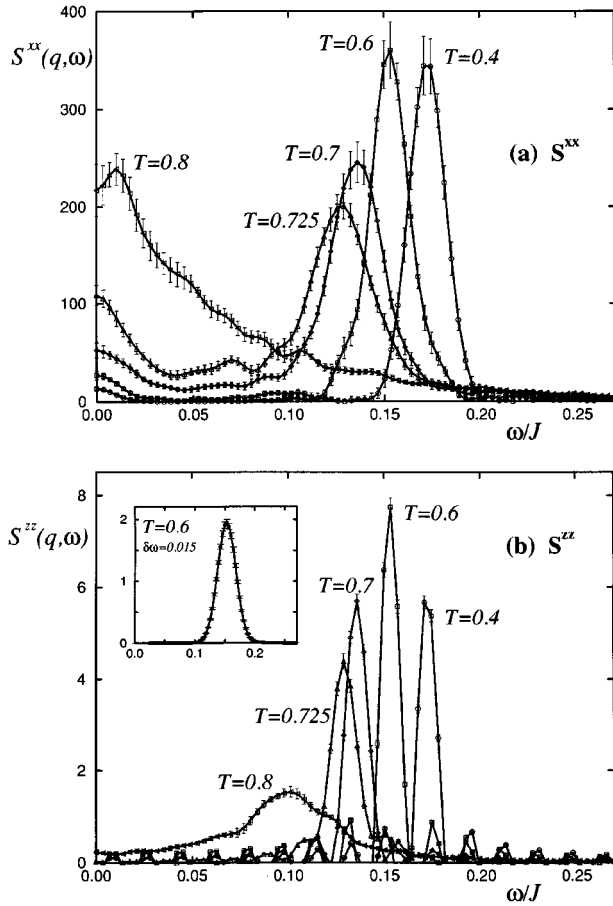 400
S^{xx}(q,ω)
300
200
100
0
T=0.6
T=0.4
T=0.8
T=0.7
T=0.725
(a) S^{xx}
0.00 0.05 0.10 0.15 0.20 0.25
ω/J
8
S^{zz}(q,ω)
6
4
2
0
2
1
0
T=0.6
δω=0.015
0.0 0.1 0.2
T=0.6
(b) S^{zz}
T=0.7
T=0.4
T=0.725
T=0.8
0.00 0.05 0.10 0.15 0.20 0.25
ω/J